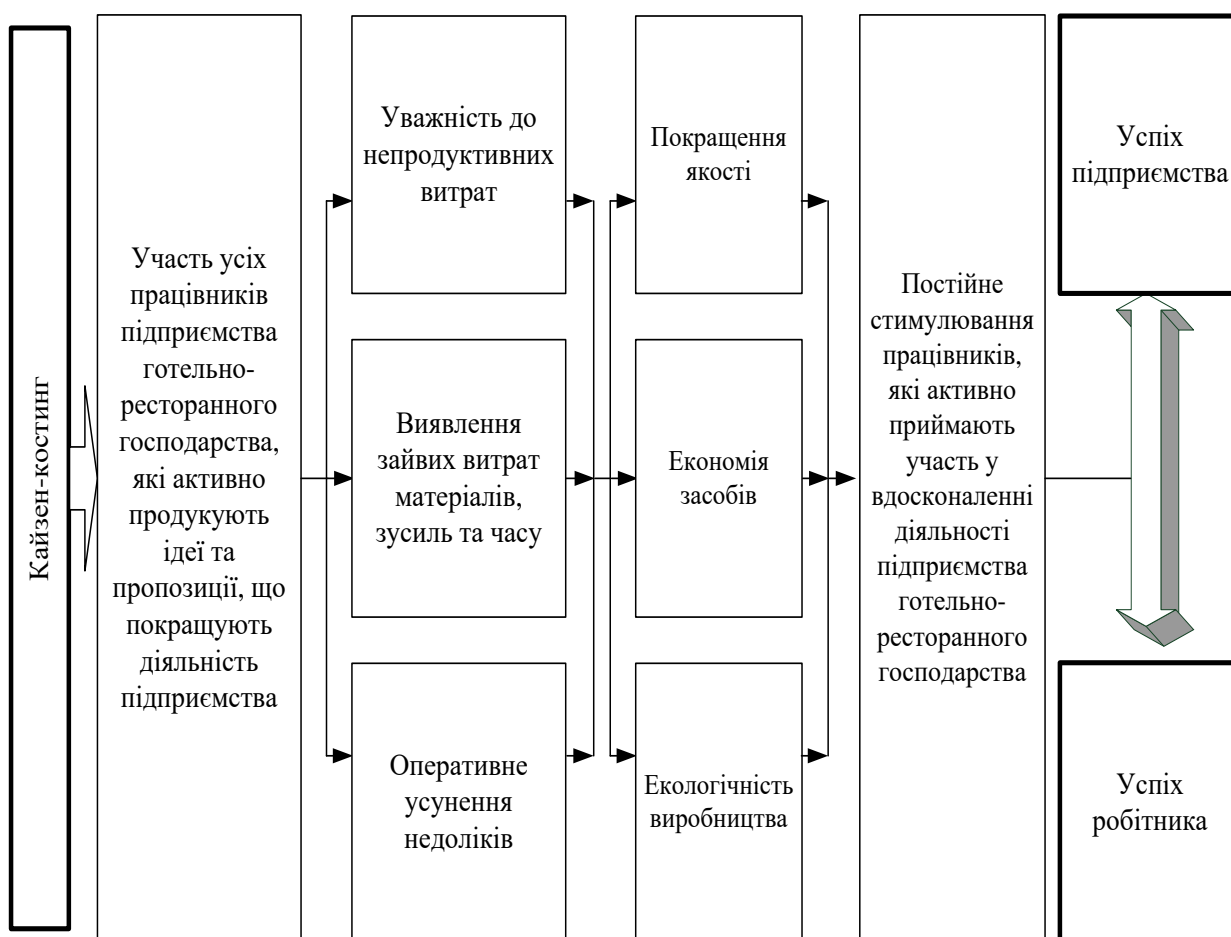 Кайзен-костинг
Участь усіх
працівників
підприємства
готельно-
ресторанного
господарства,
які активно
продукують
ідеї та
пропозиції, що
покращують
діяльність
підприємства
Уважність до
непродуктивних
витрат
Виявлення
зайвих витрат
матеріалів,
зусиль та часу
Оперативне
усунення
недоліків
Покращення
якості
Економія
засобів
Екологічність
виробництва
Постійне
стимулювання
працівників,
які активно
приймають
участь у
вдосконаленні
діяльності
підприємства
готельно-
ресторанного
господарства
Успіх
підприємства
Успіх
робітника